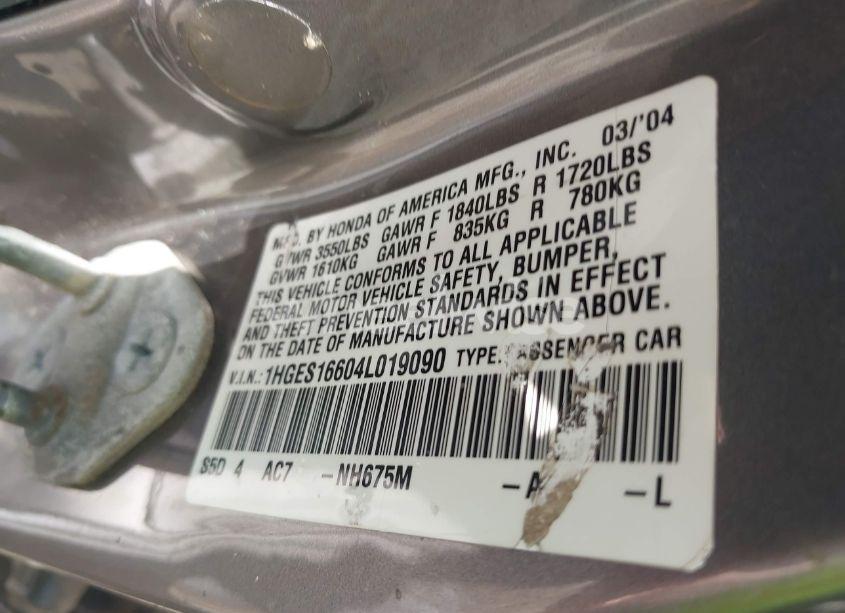 MFD. BY HONDA OF AMERICA MFG., INC. 03/'04
GVWR 3550LBS GAWR F 1840LBS R 1720LBS
GVWR 1610KG GAWR F 835KG R 780KG
THIS VEHICLE CONFORMS TO ALL APPLICABLE
FEDERAL MOTOR VEHICLE SAFETY, BUMPER,
AND THEFT PREVENTION STANDARDS IN EFFECT
ON THE DATE OF MANUFACTURE SHOWN ABOVE.
V.I.N.: 1HGES16604L019090 TYPE: PASSENGER CAR
S5D 4 AC7 -NH675M -A -L